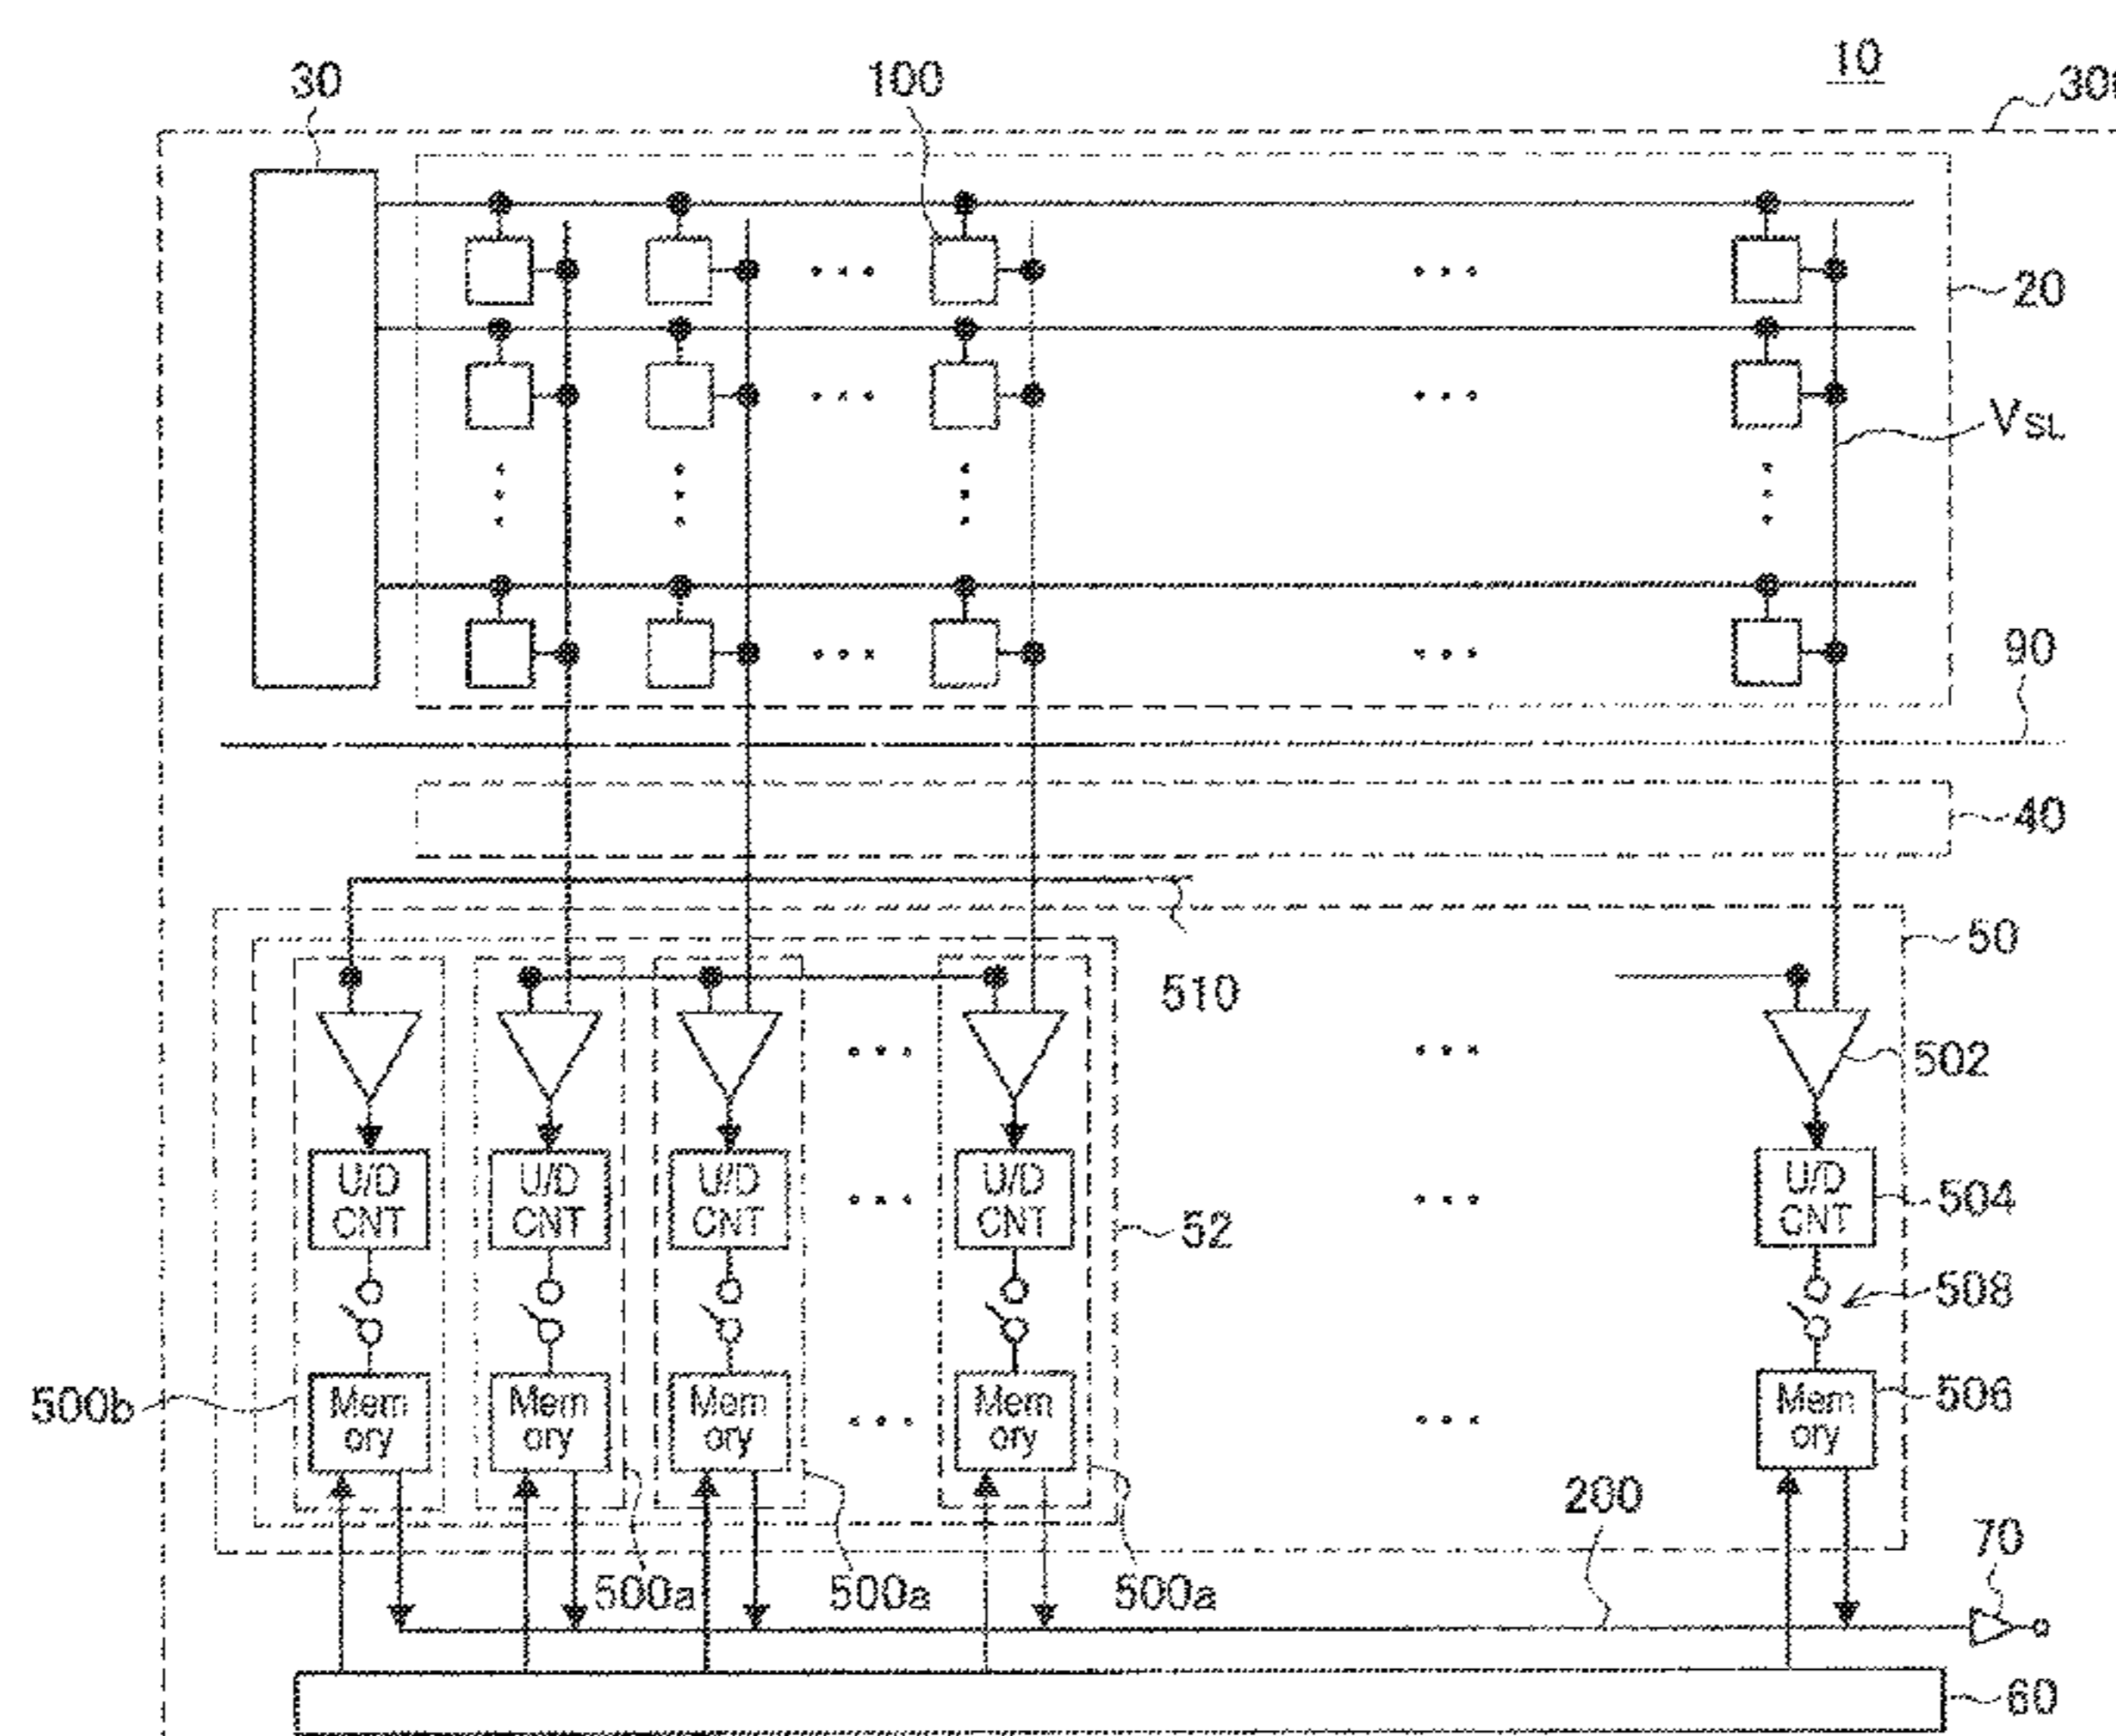 10
30
100
20
VSL
90
40
50
510
502
U/D U/D U/D U/D U/D
CNT CNT CNT CNT CNT
504
52
508
500b
Mem Mem Mem Mem Mem
ory ory ory ory ory
506
200
70
500a 500a 500a
60